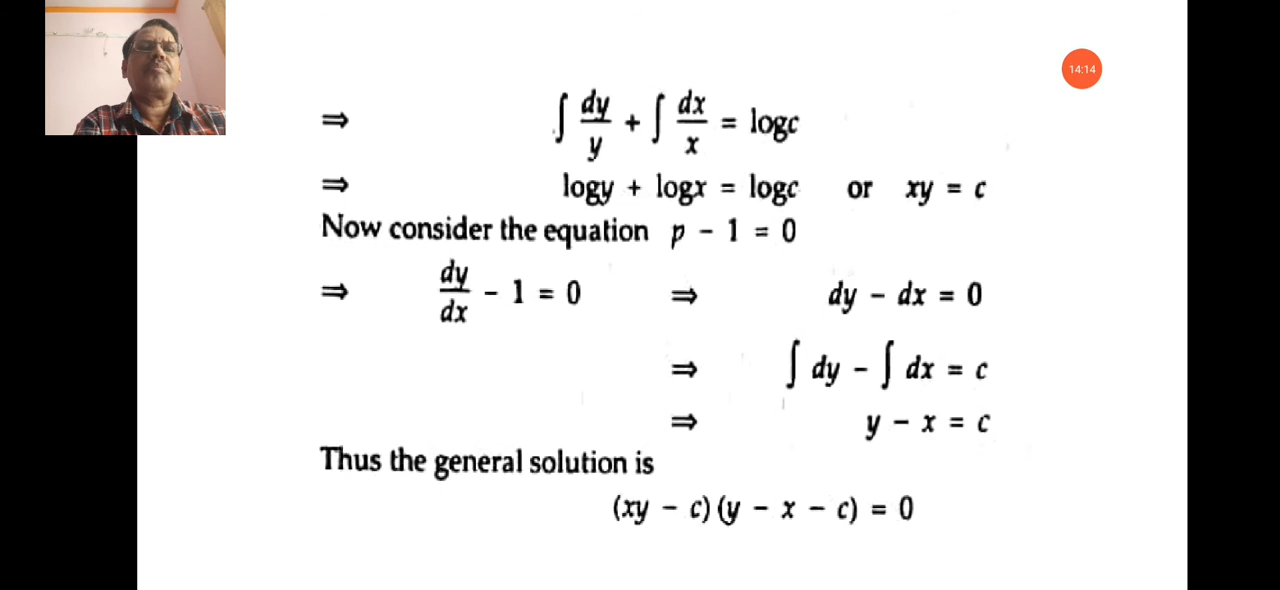 14:14
⇒ ∫ dy/y + ∫ dx/x = logc
⇒ logy + logx = logc or xy = c
Now consider the equation p - 1 = 0
⇒ dy/dx - 1 = 0 ⇒ dy - dx = 0
⇒ ∫ dy - ∫ dx = c
⇒ y - x = c
Thus the general solution is
(xy - c) (y - x - c) = 0